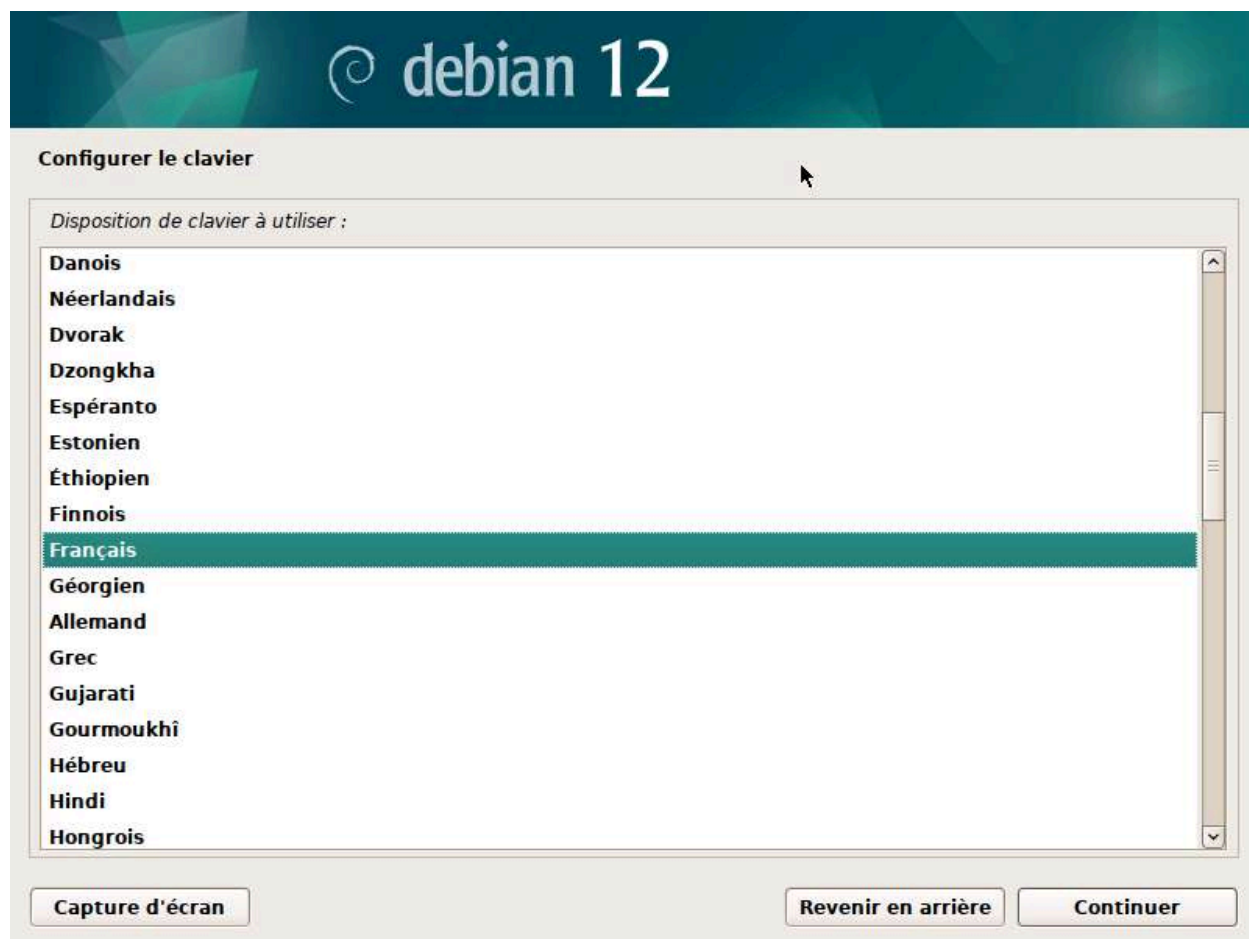 debian 12
Configurer le clavier
Disposition de clavier à utiliser :
Danois
Néerlandais
Dvorak
Dzongkha
Espéranto
Estonien
Éthiopien
Finnois
Français
Géorgien
Allemand
Grec
Gujarati
Gourmoukhî
Hébreu
Hindi
Hongrois
Capture d'écran Revenir en arrière Continuer